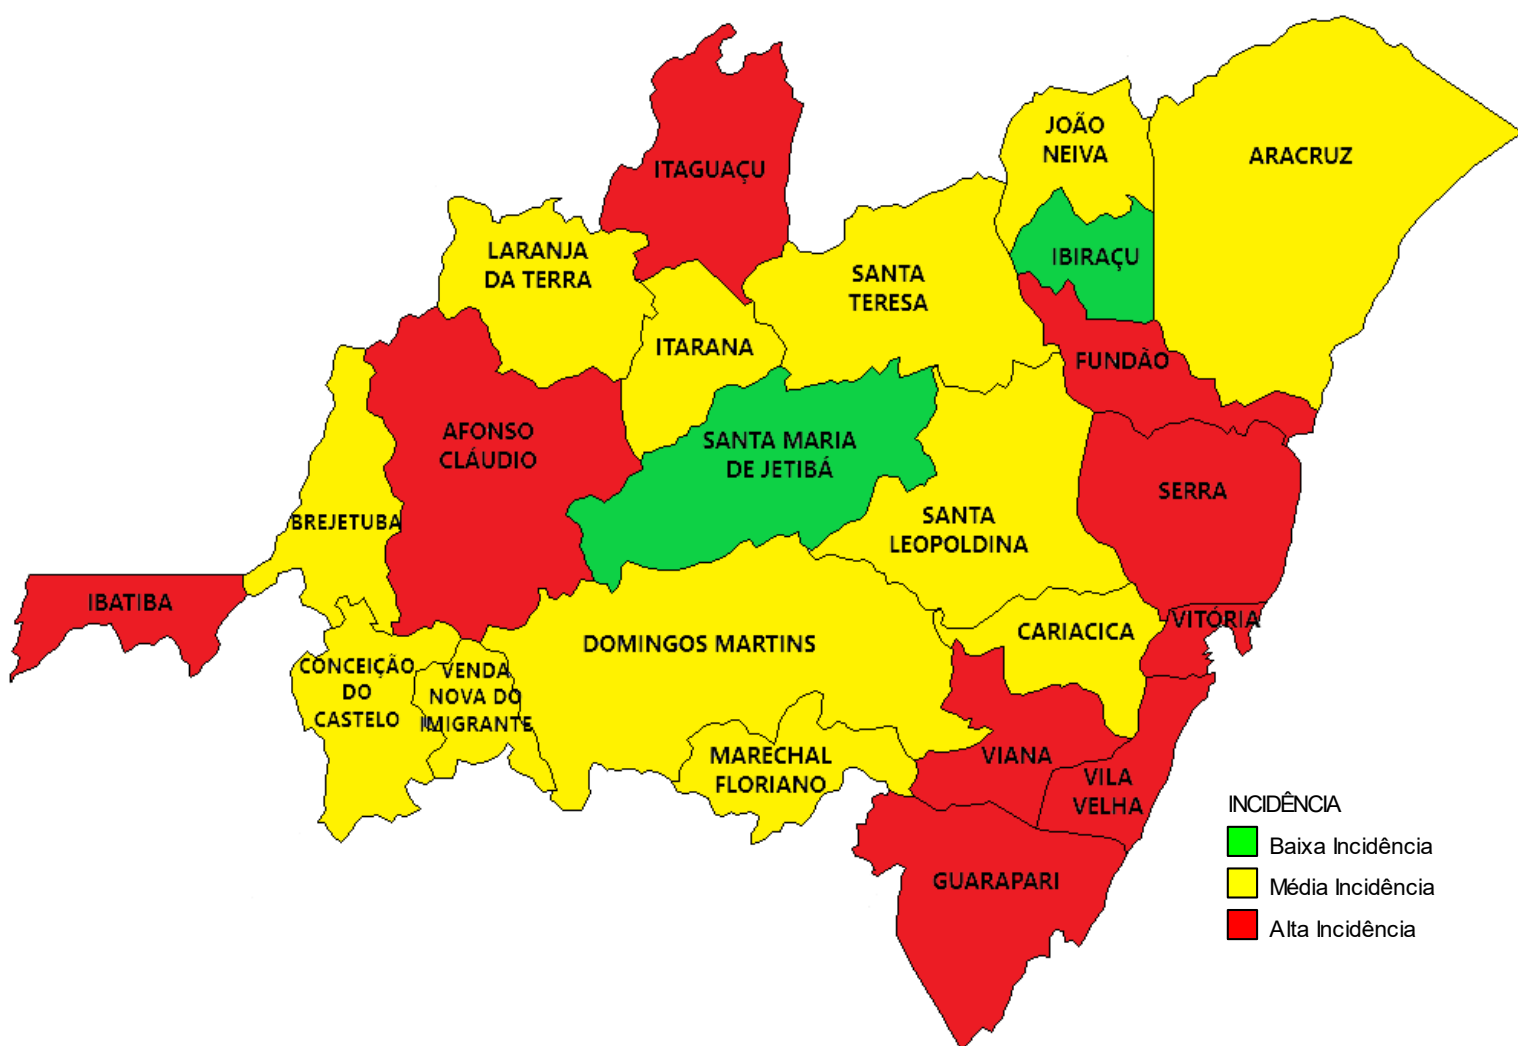 JOÃO
NEIVA
ARACRUZ
ITAGUAÇU
LARANJA
DA TERRA
SANTA
TERESA
IBIRAÇU
ITARANA
FUNDÃO
AFONSO
CLÁUDIO
SANTA MARIA
DE JETIBÁ
SERRA
BREJETUBA
SANTA
LEOPOLDINA
IBATIBA
VITÓRIA
CARIACICA
DOMINGOS MARTINS
CONCEIÇÃO
DO
CASTELO
VENDA
NOVA DO
IMIGRANTE
MARECHAL
FLORIANO
VIANA
VILA
VELHA
GUARAPARI
INCIDÊNCIA
Baixa Incidência
Média Incidência
Alta Incidência